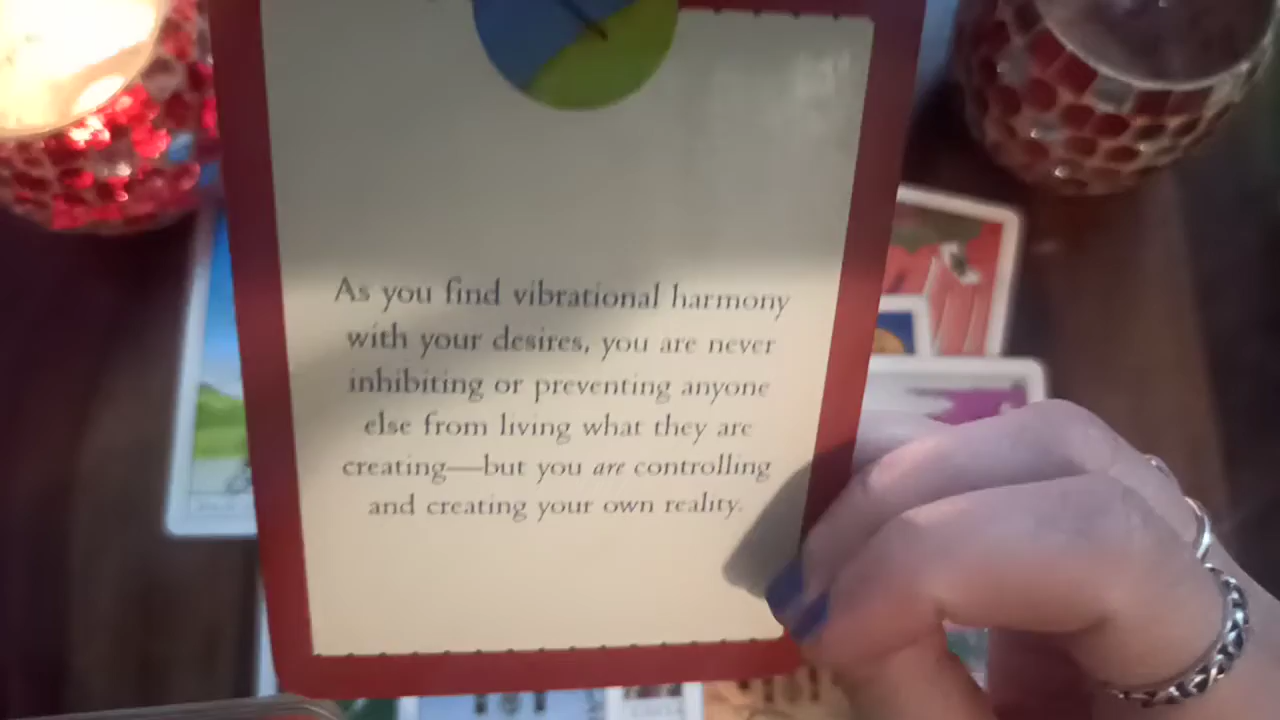 As you find vibrational harmony
with your desires, you are never
inhibiting or preventing anyone
else from living what they are
creating—but you are controlling
and creating your own reality.